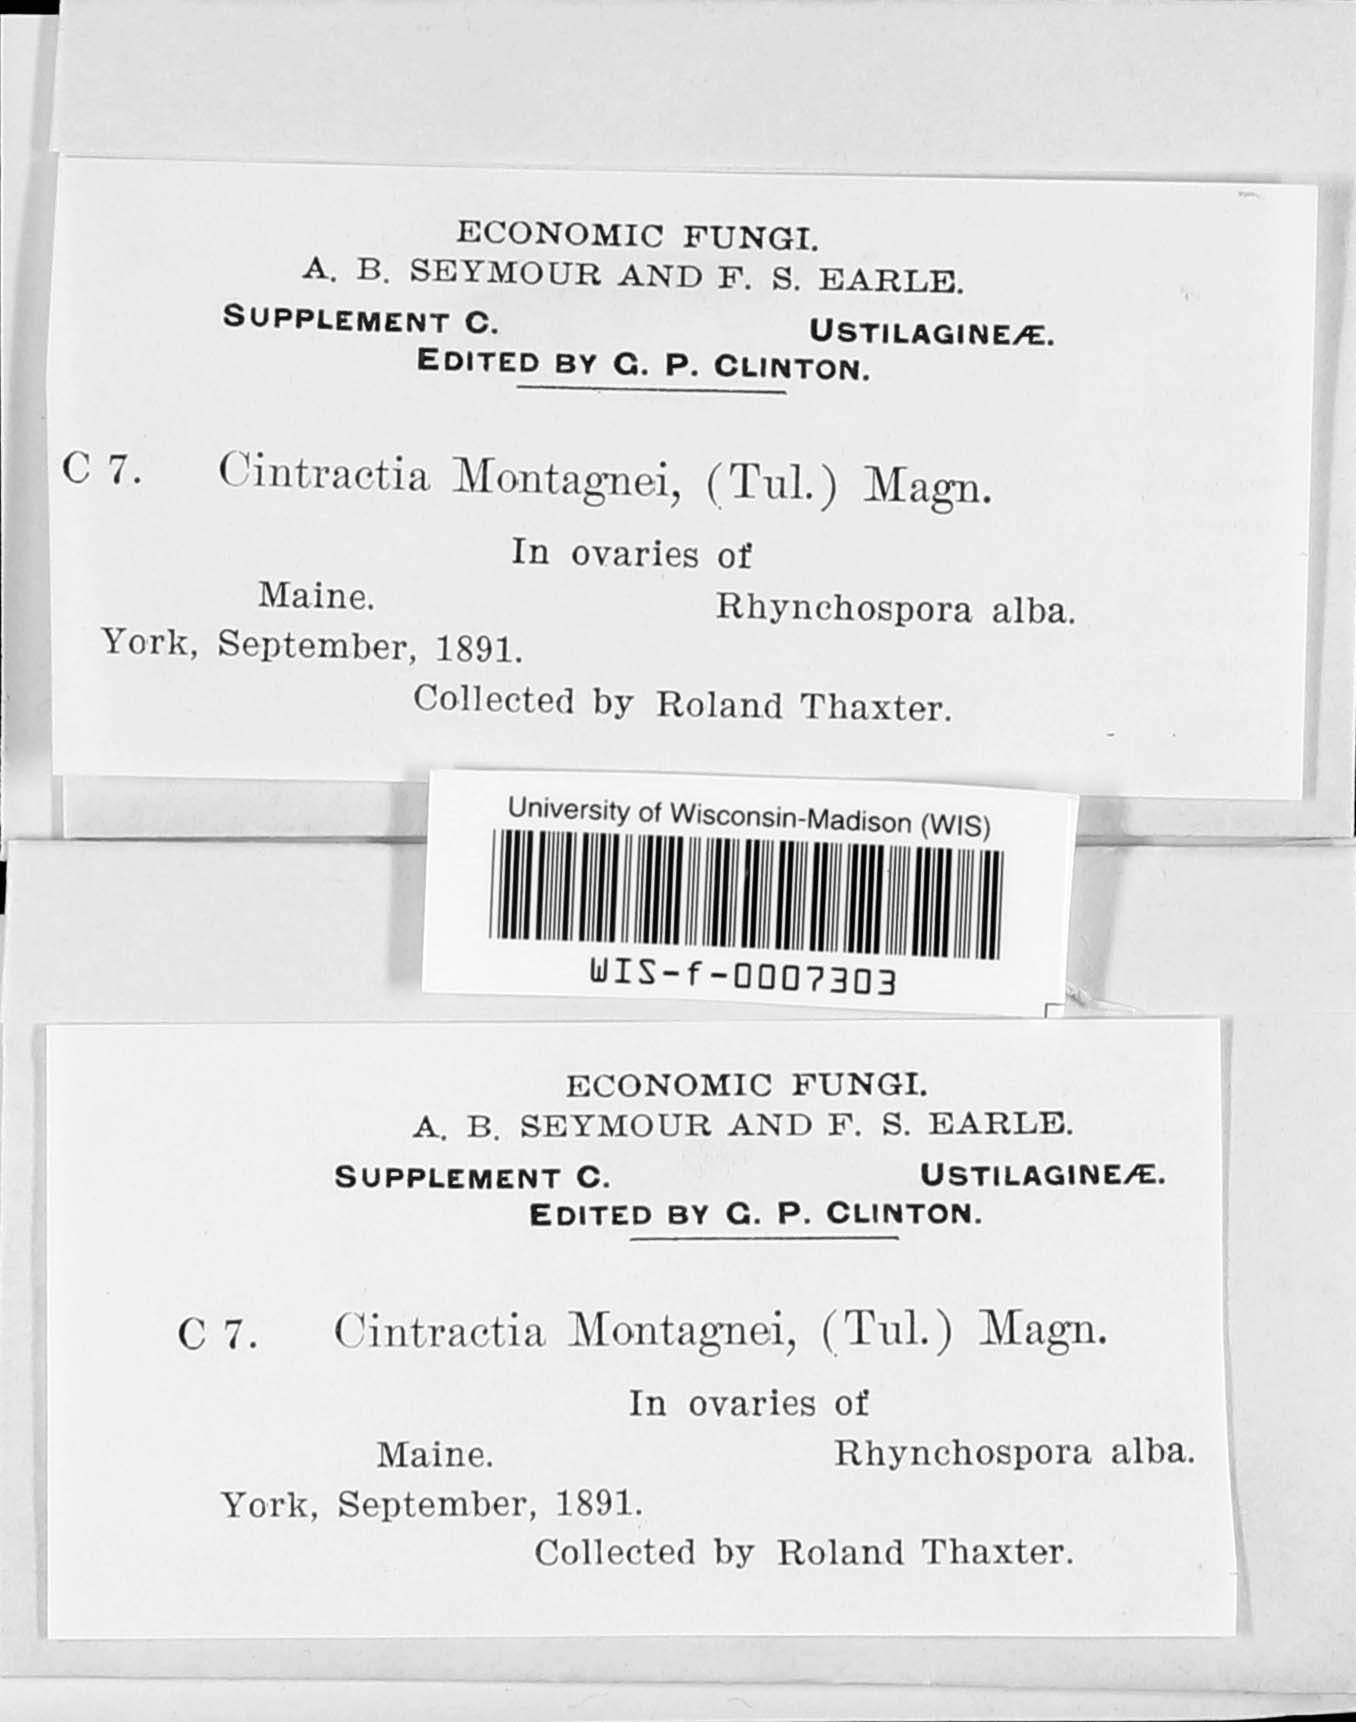 ECONOMIC FUNGI.
A. B. SEYMOUR AND F. S. EARLE.
SUPPLEMENT C. USTILAGINEÆ.
EDITED BY G. P. CLINTON.
C 7. Cintractia Montagnei, (Tul.) Magn.
In ovaries of
Maine. Rhynchospora alba.
York, September, 1891.
Collected by Roland Thaxter.
University of Wisconsin-Madison (WIS)
WIS-f-0007303
ECONOMIC FUNGI.
A. B. SEYMOUR AND F. S. EARLE.
SUPPLEMENT C. USTILAGINEÆ.
EDITED BY G. P. CLINTON.
C 7. Cintractia Montagnei, (Tul.) Magn.
In ovaries of
Maine. Rhynchospora alba.
York, September, 1891.
Collected by Roland Thaxter.